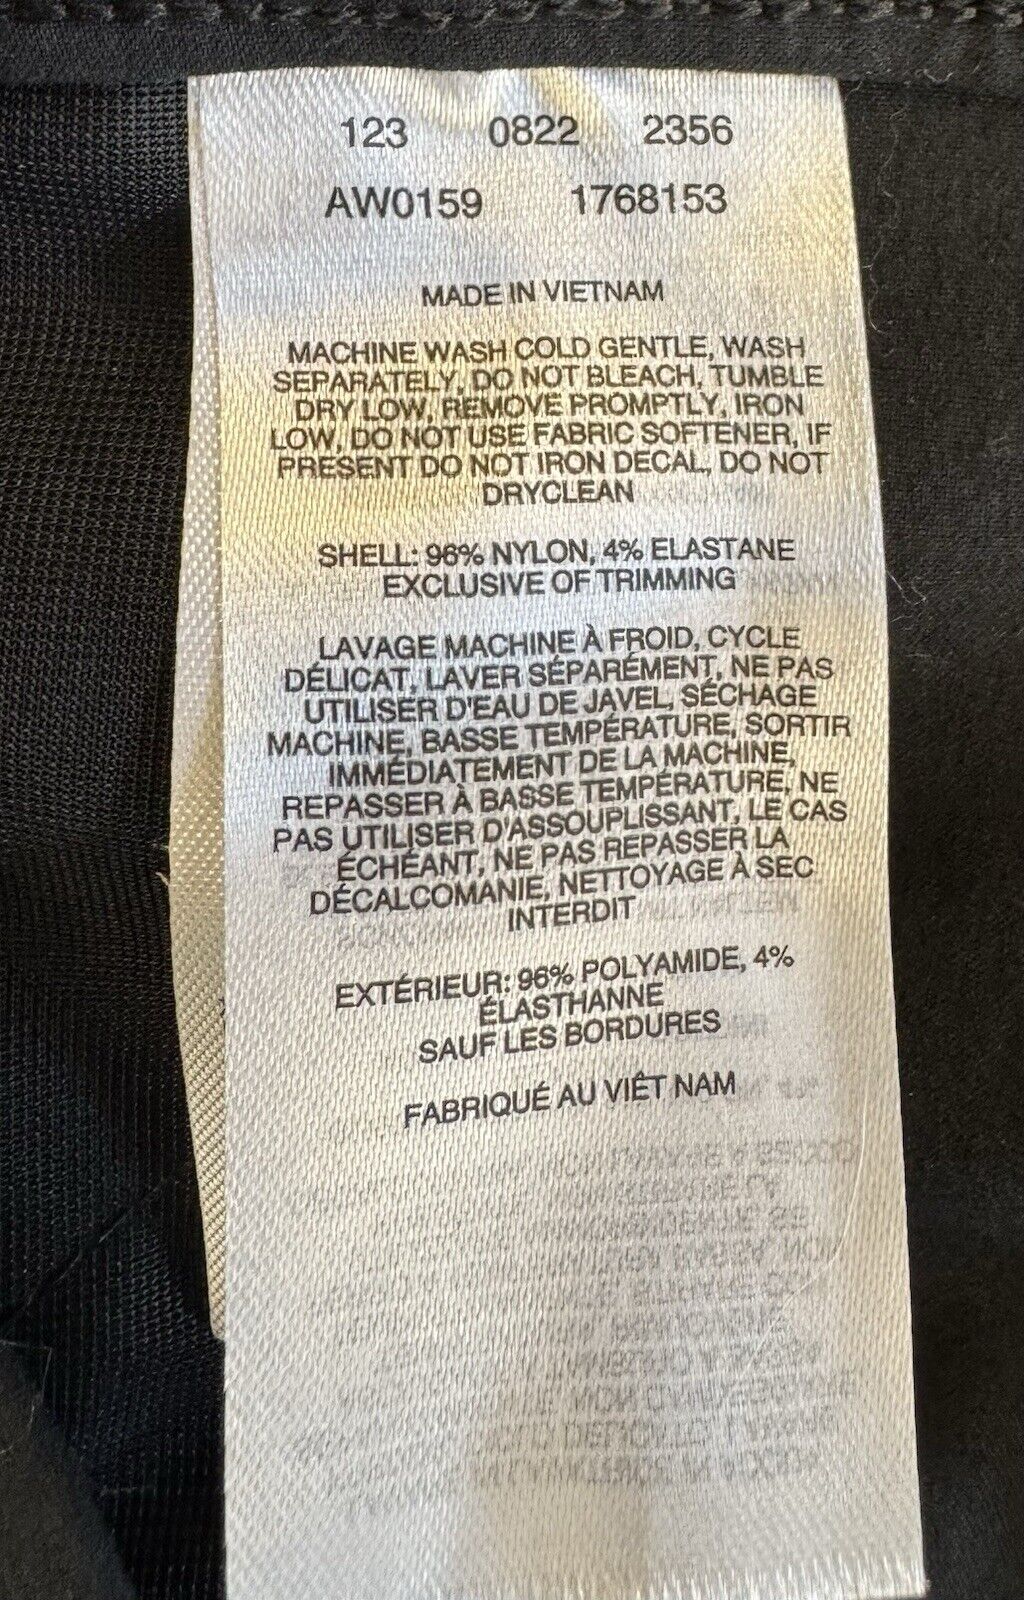 123 0822 2356
AW0159 1768153
MADE IN VIETNAM
MACHINE WASH COLD GENTLE, WASH
SEPARATELY, DO NOT BLEACH, TUMBLE
DRY LOW, REMOVE PROMPTLY, IRON
LOW, DO NOT USE FABRIC SOFTENER, IF
PRESENT DO NOT IRON DECAL, DO NOT
DRYCLEAN
SHELL: 96% NYLON, 4% ELASTANE
EXCLUSIVE OF TRIMMING
LAVAGE MACHINE À FROID, CYCLE
DÉLICAT, LAVER SÉPARÉMENT, NE PAS
UTILISER D'EAU DE JAVEL, SÉCHAGE
MACHINE, BASSE TEMPÉRATURE, SORTIR
IMMÉDIATEMENT DE LA MACHINE,
REPASSER À BASSE TEMPÉRATURE, NE
PAS UTILISER D'ASSOUPLISSANT, LE CAS
ÉCHÉANT, NE PAS REPASSER LA
DÉCALCOMANIE, NETTOYAGE À SEC
INTERDIT
EXTÉRIEUR: 96% POLYAMIDE, 4%
ÉLASTHANNE
SAUF LES BORDURES
FABRIQUÉ AU VIÊT NAM